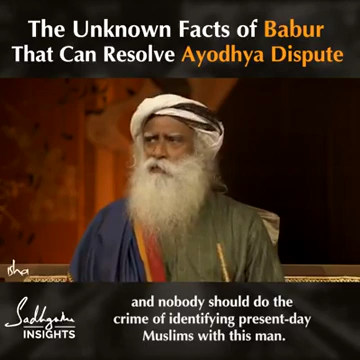 The Unknown Facts of Babur
That Can Resolve Ayodhya Dispute
isha
Sadhguru
INSIGHTS
and nobody should do the
crime of identifying present-day
Muslims with this man.